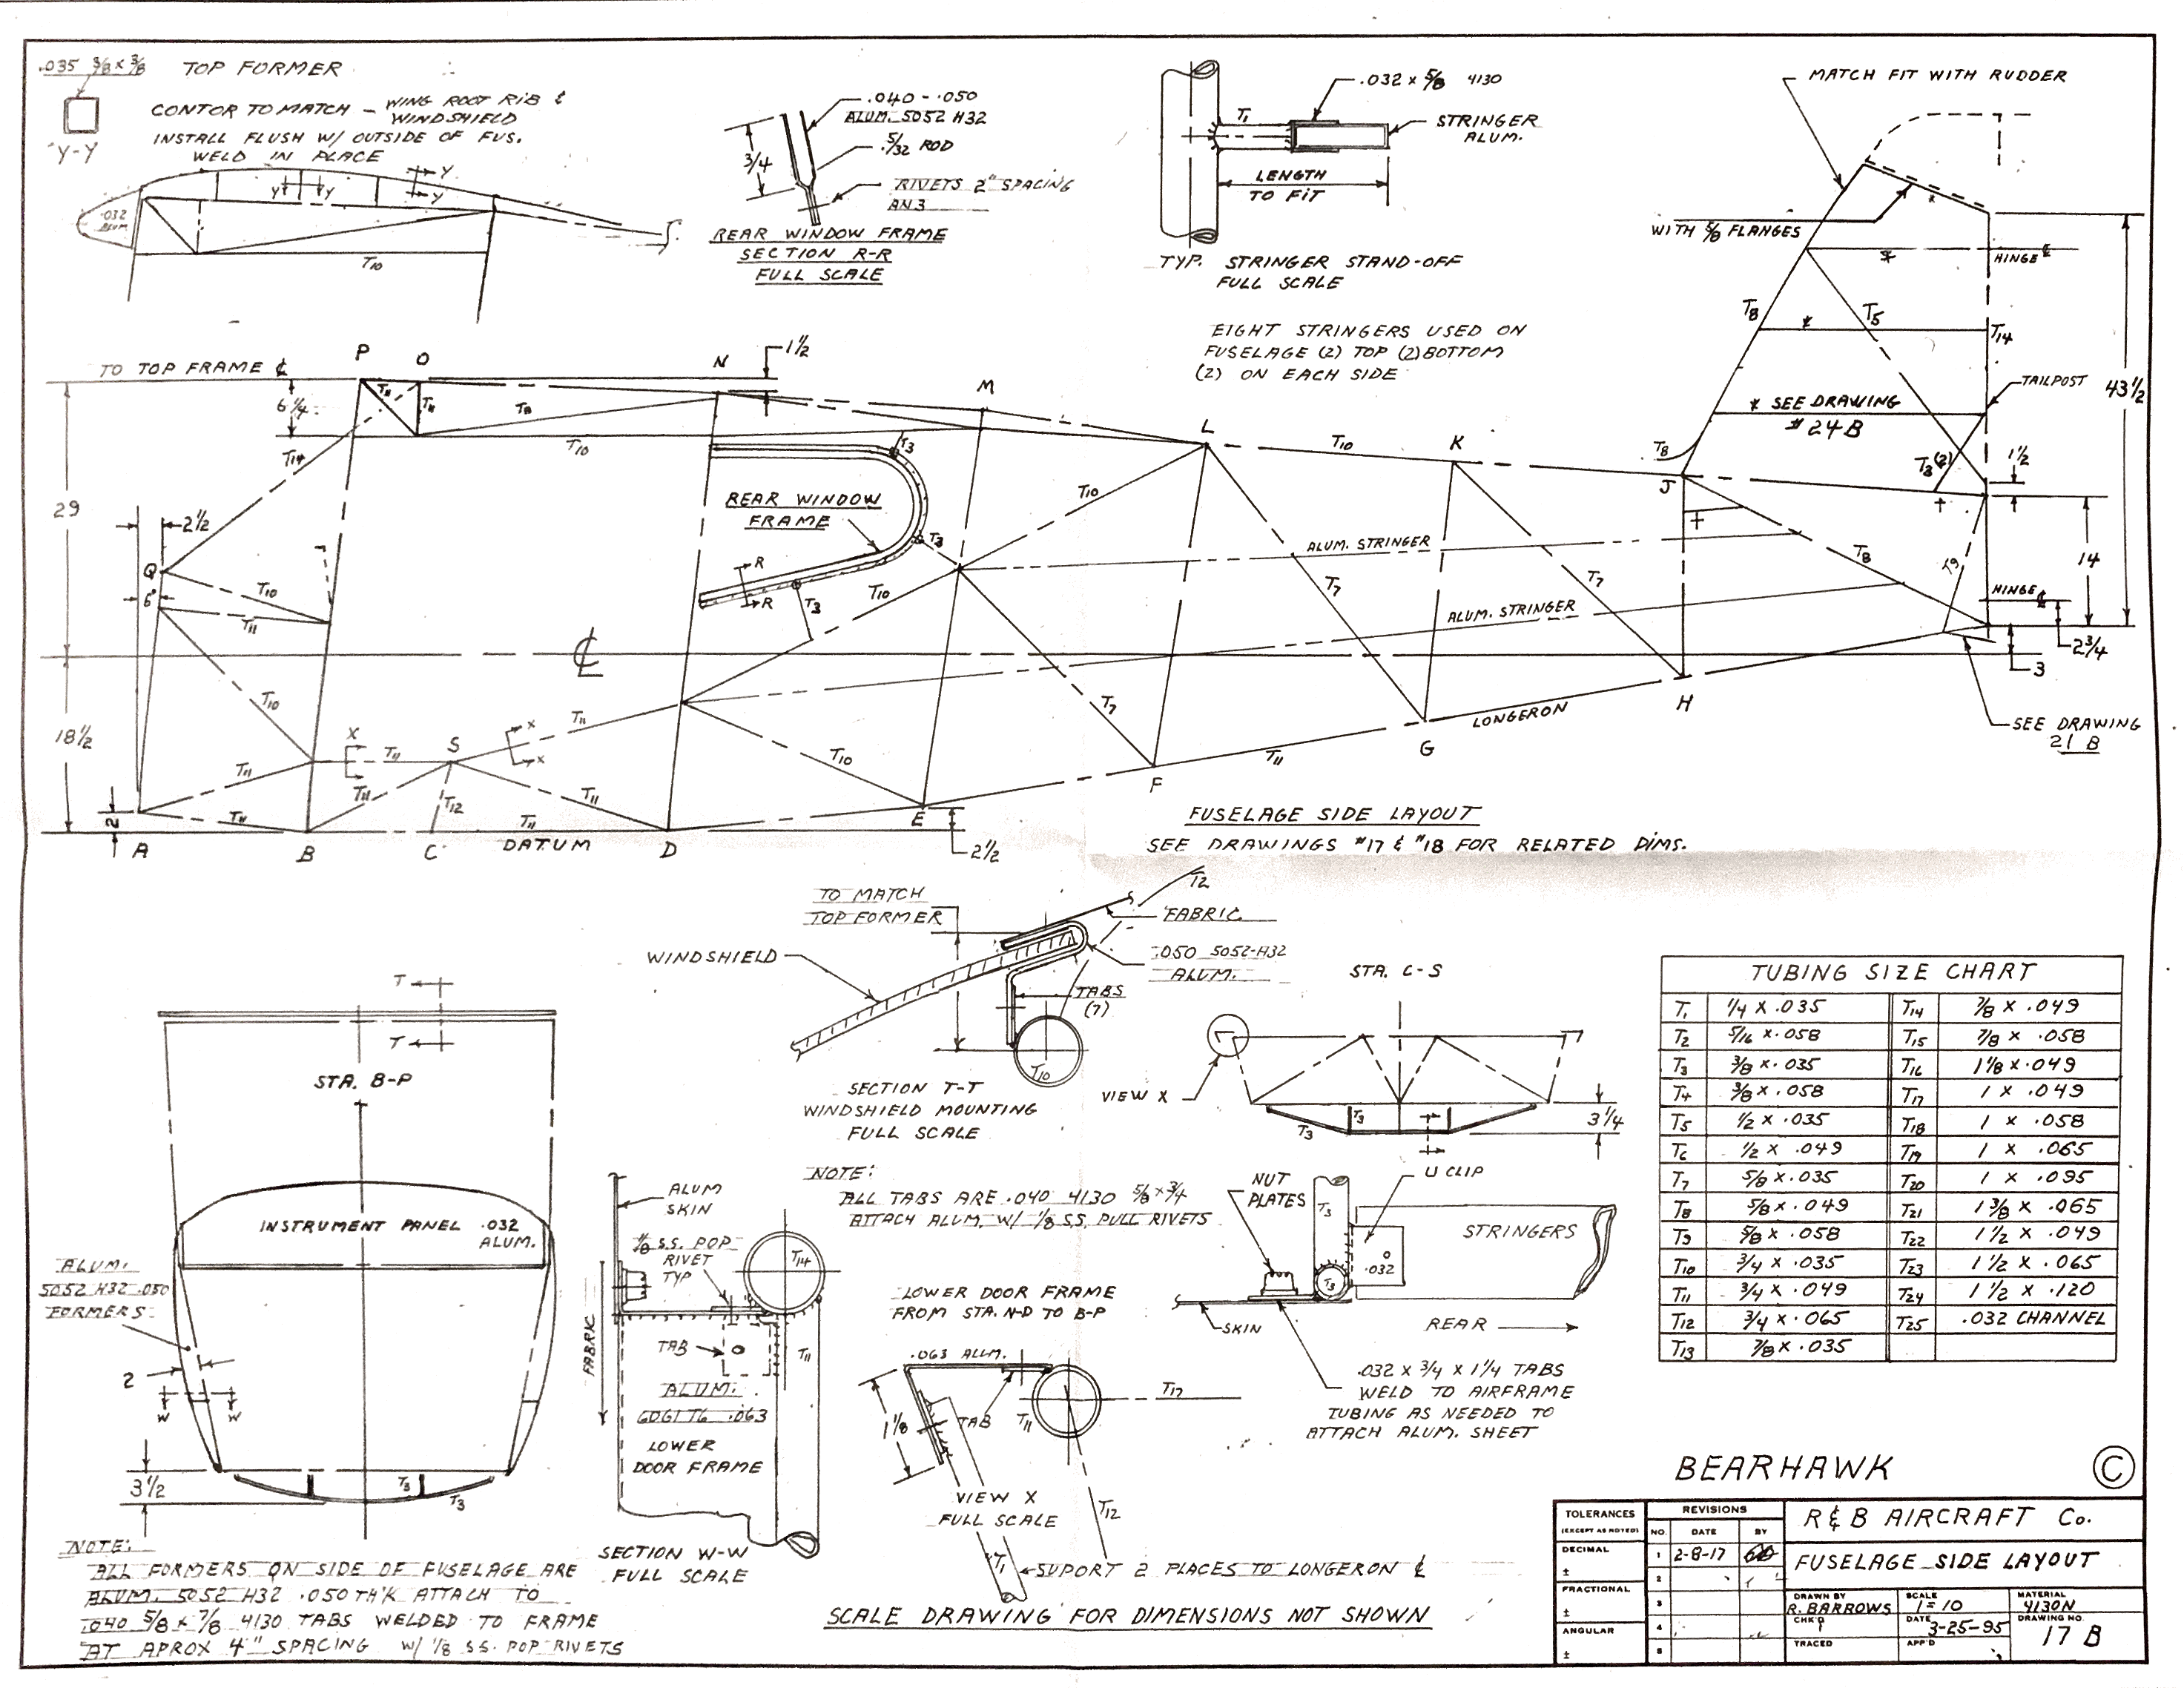 .035 3/8 x 3/8 TOP FORMER
CONTOR TO MATCH – WING ROOT RIB &
WINDSHIELD
INSTALL FLUSH W/ OUTSIDE OF FUS.
WELD IN PLACE
Y-Y
Y
Y
Y
Y
.032
ALUM.
T10
.040 - .050
ALUM. 5052 H32
5/32 ROD
3/4
RIVETS 2" SPACING
AN3
REAR WINDOW FRAME
SECTION R-R
FULL SCALE
.032 x 5/8 4130
T1
STRINGER
ALUM.
LENGTH
TO FIT
TYP. STRINGER STAND-OFF
FULL SCALE
EIGHT STRINGERS USED ON
FUSELAGE (2) TOP (2) BOTTOM
(2) ON EACH SIDE
MATCH FIT WITH RUDDER
WITH 5/8 FLANGES
HINGE ℄
T8
T5
T14
TAILPOST
43 1/2
* SEE DRAWING
# 24 B
T8
T3 (2)
1 1/2
14
T9
HINGE ℄
2 3/4
3
SEE DRAWING
21 B
TO TOP FRAME ℄
P
O
N
M
L
K
J
1 1/2
6 1/4
T11
T11
T8
T10
T14
29
2 1/2
Q
6°
T10
T11
T10
REAR WINDOW
FRAME
T3
T3
T3
R
R
T10
T10
T10
ALUM. STRINGER
ALUM. STRINGER
T7
T7
T8
℄
18 1/2
X
X
X
S
T11
T11
T11
T11
T11
T12
T11
T11
T10
T7
T11
LONGERON
2
A
B
C
DATUM
D
E
F
G
H
2 1/2
FUSELAGE SIDE LAYOUT
SEE DRAWINGS #17 & #18 FOR RELATED DIMS.
TO MATCH
TOP FORMER
T2
FABRIC
WINDSHIELD
.050 5052-H32
ALUM.
TABS
(7)
T10
SECTION T-T
WINDSHIELD MOUNTING
FULL SCALE
STA. C-S
VIEW X
T3
T3
3 1/4
T
T
STA. B-P
INSTRUMENT PANEL .032
ALUM.
ALUM.
5052 H32 .050
FORMERS
2
W
W
3 1/2
T3
T3
NOTE:
ALL FORMERS ON SIDE OF FUSELAGE ARE
ALUM. 5052 H32 .050 TH'K ATTACH TO
.040 5/8 x 7/8 4130 TABS WELDED TO FRAME
AT APROX 4" SPACING W/ 1/8 S.S. POP RIVETS
ALUM
SKIN
1/8 S.S. POP
RIVET
TYP
T14
FABRIC
TAB
T11
ALUM.
6061 T6 .063
LOWER
DOOR FRAME
SECTION W-W
FULL SCALE
NOTE:
ALL TABS ARE .040 4130 5/8 x 3/4
ATTACH ALUM. W/ 1/8 S.S. PULL RIVETS
LOWER DOOR FRAME
FROM STA. N-D TO B-P
.063 ALUM.
1 1/8
TAB
T11
T17
T12
VIEW X
FULL SCALE
T1
SUPORT 2 PLACES TO LONGERON ℄
NUT
PLATES
U CLIP
T3
STRINGERS
.032
T3
SKIN
REAR
.032 x 3/4 x 1 1/4 TABS
WELD TO AIRFRAME
TUBING AS NEEDED TO
ATTACH ALUM. SHEET
SCALE DRAWING FOR DIMENSIONS NOT SHOWN
TUBING SIZE CHART
T1 1/4 x .035 T14 7/8 x .049
T2 5/16 x .058 T15 7/8 x .058
T3 3/8 x .035 T16 1 1/8 x .049
T4 3/8 x .058 T17 1 x .049
T5 1/2 x .035 T18 1 x .058
T6 1/2 x .049 T19 1 x .065
T7 5/8 x .035 T20 1 x .095
T8 5/8 x .049 T21 1 3/8 x .065
T9 5/8 x .058 T22 1 1/2 x .049
T10 3/4 x .035 T23 1 1/2 x .065
T11 3/4 x .049 T24 1 1/2 x .120
T12 3/4 x .065 T25 .032 CHANNEL
T13 7/8 x .035
BEARHAWK ©
TOLERANCES
(EXCEPT AS NOTED)
DECIMAL
±
FRACTIONAL
±
ANGULAR
±
REVISIONS
NO. DATE BY
1 2-8-17
2
3
4
5
R & B AIRCRAFT Co.
FUSELAGE SIDE LAYOUT
DRAWN BY R. BARROWS
SCALE 1=10
MATERIAL 4130N
CHK'D
DATE 3-25-95
DRAWING NO. 17 B
TRACED
APP'D